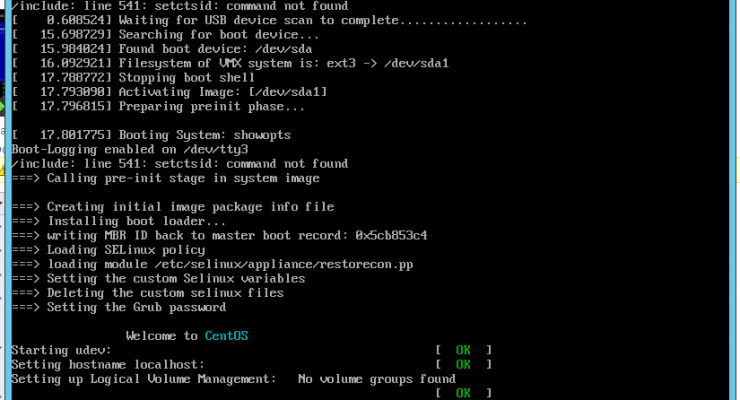 /include: line 541: setctsid: command not found
[    0.608524] Waiting for USB device scan to complete..................
[   15.698729] Searching for boot device...
[   15.984024] Found boot device: /dev/sda
[   16.092921] Filesystem of VMX system is: ext3 -> /dev/sda1
[   17.788772] Stopping boot shell
[   17.793090] Activating Image: [/dev/sda1]
[   17.796815] Preparing preinit phase...
[   17.801775] Booting System: showopts
Boot-Logging enabled on /dev/tty3
/include: line 541: setctsid: command not found
===> Calling pre-init stage in system image
===> Creating initial image package info file
===> Installing boot loader...
===> writing MBR ID back to master boot record: 0x5cb853c4
===> Loading SELinux policy
===> loading module /etc/selinux/appliance/restorecon.pp
===> Setting the custom Selinux variables
===> Deleting the custom selinux files
===> Setting the Grub password
Welcome to CentOS
Starting udev: [  OK  ]
Setting hostname localhost: [  OK  ]
Setting up Logical Volume Management:   No volume groups found
[  OK  ]